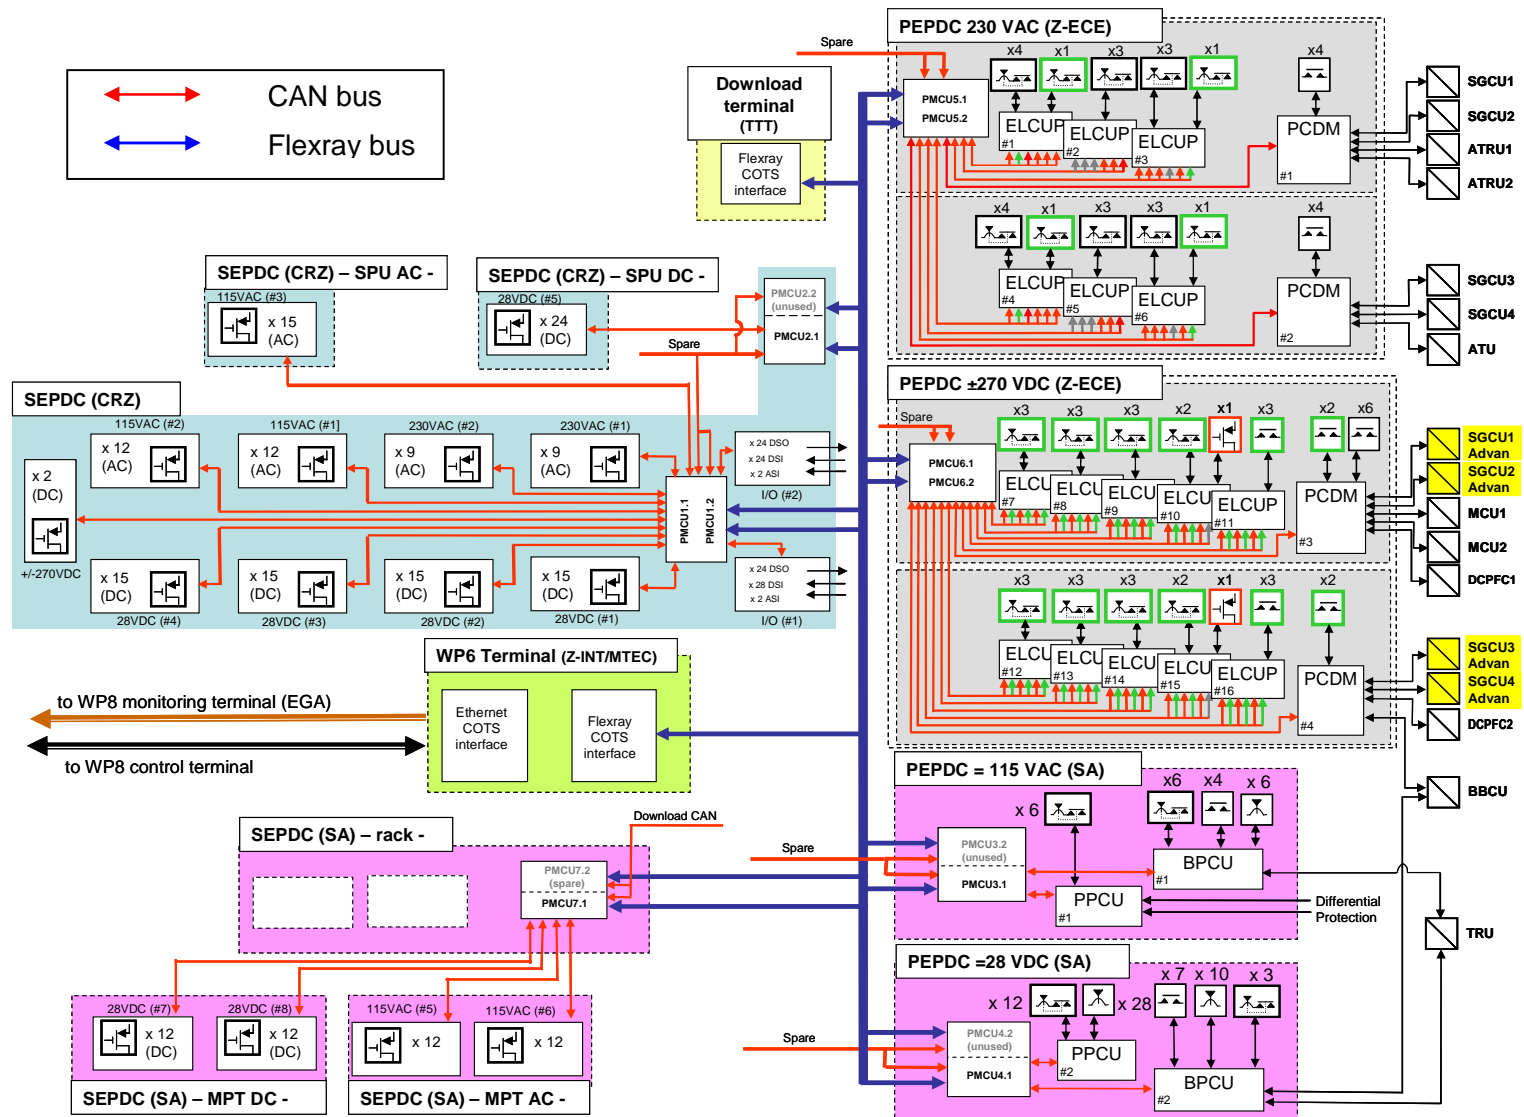 CAN bus
Flexray bus
Download
terminal
(TTT)
Flexray
COTS
interface
Spare
PEPDC 230 VAC (Z-ECE)
x4
x1
x3
x3
x1
x4
PMCU5.1
PMCU5.2
ELCUP
#1
ELCUP
#2
ELCUP
#3
PCDM
#1
SGCU1
SGCU2
ATRU1
ATRU2
x4
x1
x3
x3
x1
x4
ELCUP
#4
ELCUP
#5
ELCUP
#6
PCDM
#2
SGCU3
SGCU4
ATU
SEPDC (CRZ) – SPU AC -
115VAC (#3)
x 15
(AC)
SEPDC (CRZ) – SPU DC -
28VDC (#5)
x 24
(DC)
PMCU2.2
(unused)
PMCU2.1
Spare
SEPDC (CRZ)
115VAC (#2)
x 12
(AC)
115VAC (#1]
x 12
(AC)
230VAC (#2)
x 9
(AC)
230VAC (#1)
x 9
(AC)
x 2
(DC)
+/-270VDC
PMCU1.1
PMCU1.2
x 24 DSO
x 24 DSI
x 2 ASI
I/O (#2)
x 24 DSO
x 28 DSI
x 2 ASI
I/O (#1)
x 15
(DC)
28VDC (#4)
x 15
(DC)
28VDC (#3)
x 15
(DC)
28VDC (#2)
x 15
(DC)
28VDC (#1)
PEPDC ±270 VDC (Z-ECE)
Spare
x3
x3
x3
x2
x1
x3
x2
x6
PMCU6.1
PMCU6.2
ELCUP
#7
ELCUP
#8
ELCUP
#9
ELCUP
#10
ELCUP
#11
PCDM
#3
SGCU1
Advan
SGCU2
Advan
MCU1
MCU2
DCPFC1
x3
x3
x3
x2
x1
x3
x2
ELCUP
#12
ELCUP
#13
ELCUP
#14
ELCUP
#15
ELCUP
#16
PCDM
#4
SGCU3
Advan
SGCU4
Advan
DCPFC2
BBCU
WP6 Terminal (Z-INT/MTEC)
Ethernet
COTS
interface
Flexray
COTS
interface
to WP8 monitoring terminal (EGA)
to WP8 control terminal
PEPDC = 115 VAC (SA)
x 6
x6
x4
x 6
Spare
PMCU3.2
(unused)
PMCU3.1
BPCU
#1
PPCU
#1
Differential
Protection
TRU
SEPDC (SA) – rack -
Download CAN
PMCU7.2
(spare)
PMCU7.1
28VDC (#7)
x 12
(DC)
28VDC (#8)
x 12
(DC)
SEPDC (SA) – MPT DC -
115VAC (#5)
x 12
115VAC (#6)
x 12
SEPDC (SA) – MPT AC -
PEPDC =28 VDC (SA)
x 12
x 28
x 7
x 10
x 3
Spare
PMCU4.2
(unused)
PMCU4.1
PPCU
#2
BPCU
#2